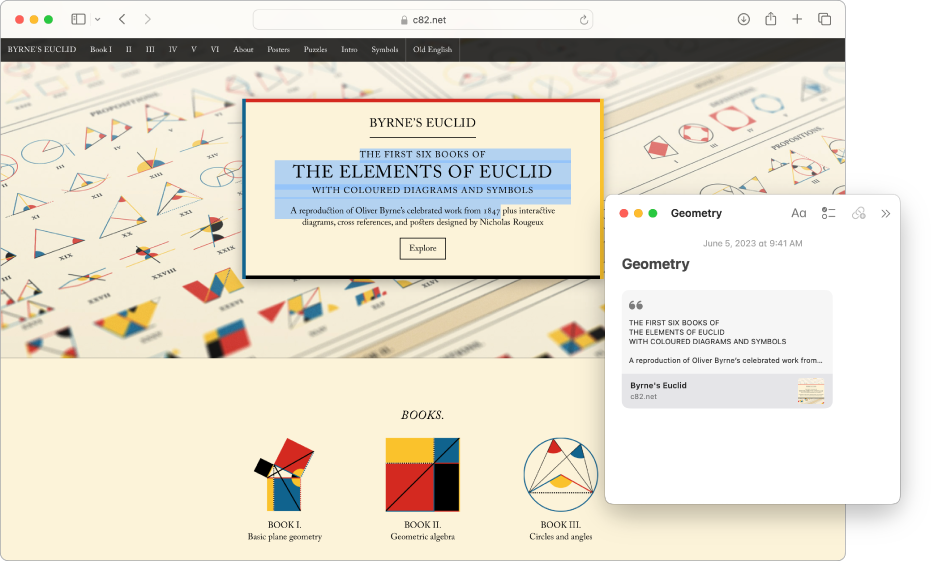 c82.net
BYRNE'S EUCLID Book I II III IV V VI About Posters Puzzles Intro Symbols Old English
PROPOSITIONS.
PROPOSITIONS.
BYRNE'S EUCLID
THE FIRST SIX BOOKS OF
THE ELEMENTS OF EUCLID
WITH COLOURED DIAGRAMS AND SYMBOLS
A reproduction of Oliver Byrne's celebrated work from 1847 plus interactive
diagrams, cross references, and posters designed by Nicholas Rougeux
Explore
BOOKS.
BOOK I.
Basic plane geometry
BOOK II.
Geometric algebra
BOOK III.
Circles and angles
Geometry
Aa
June 5, 2023 at 9:41 AM
Geometry
THE FIRST SIX BOOKS OF
THE ELEMENTS OF EUCLID
WITH COLOURED DIAGRAMS AND SYMBOLS
A reproduction of Oliver Byrne's celebrated work from…
Byrne's Euclid
c82.net